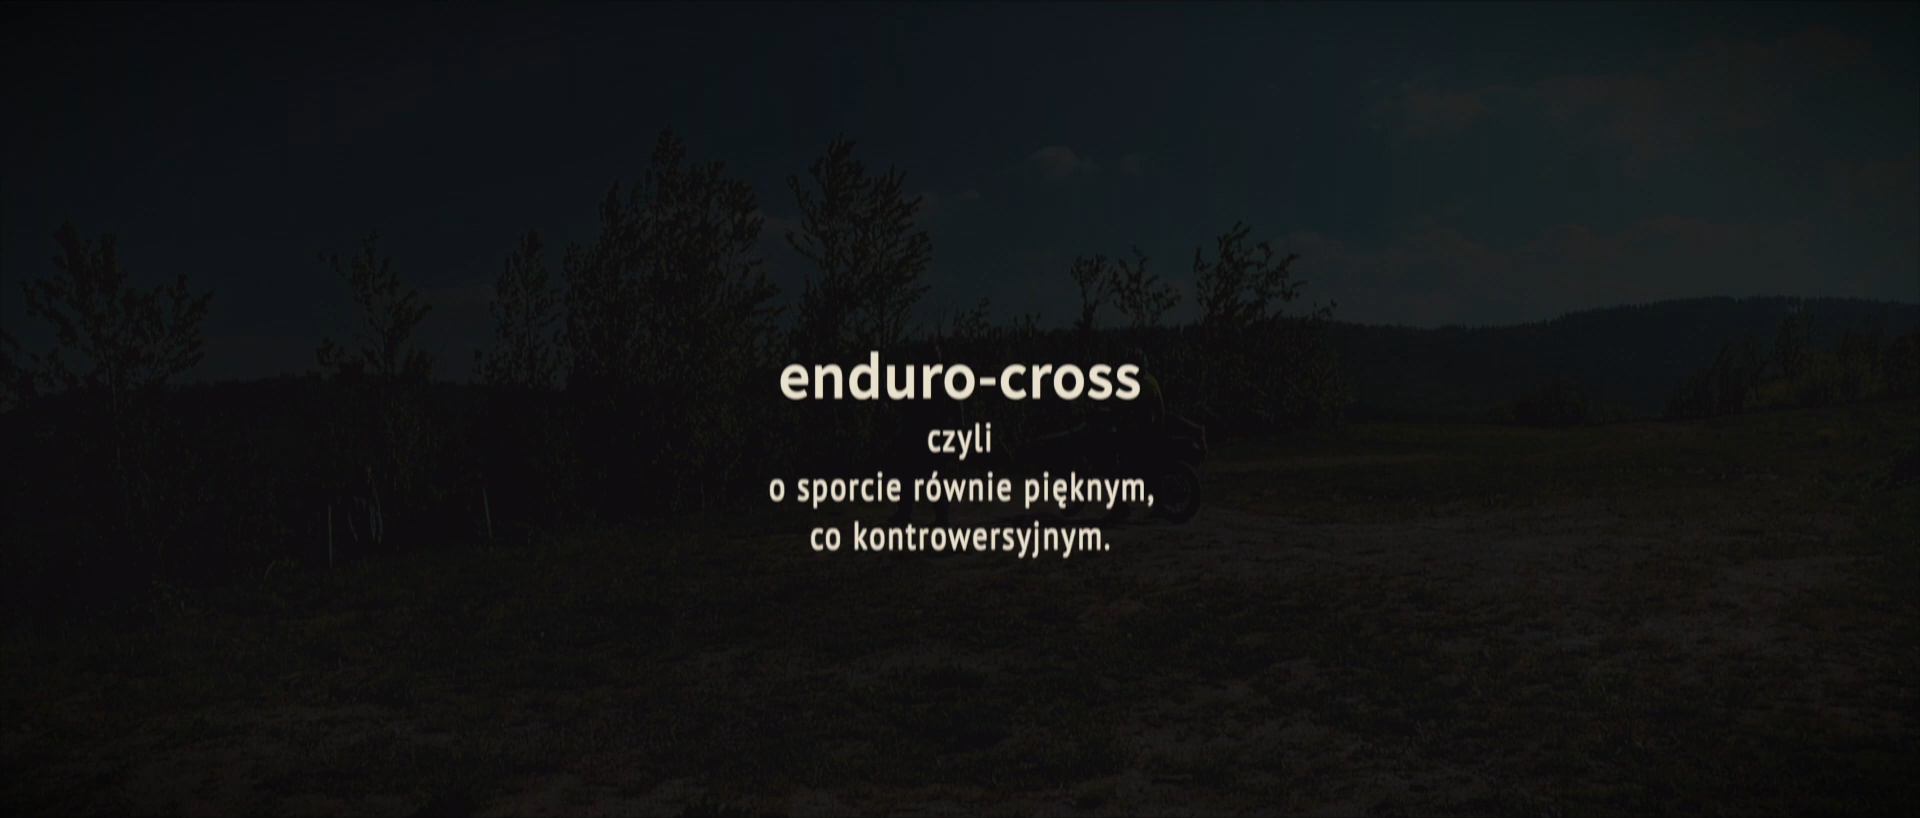 enduro-cross
czyli
o sporcie równie pięknym,
co kontrowersyjnym.